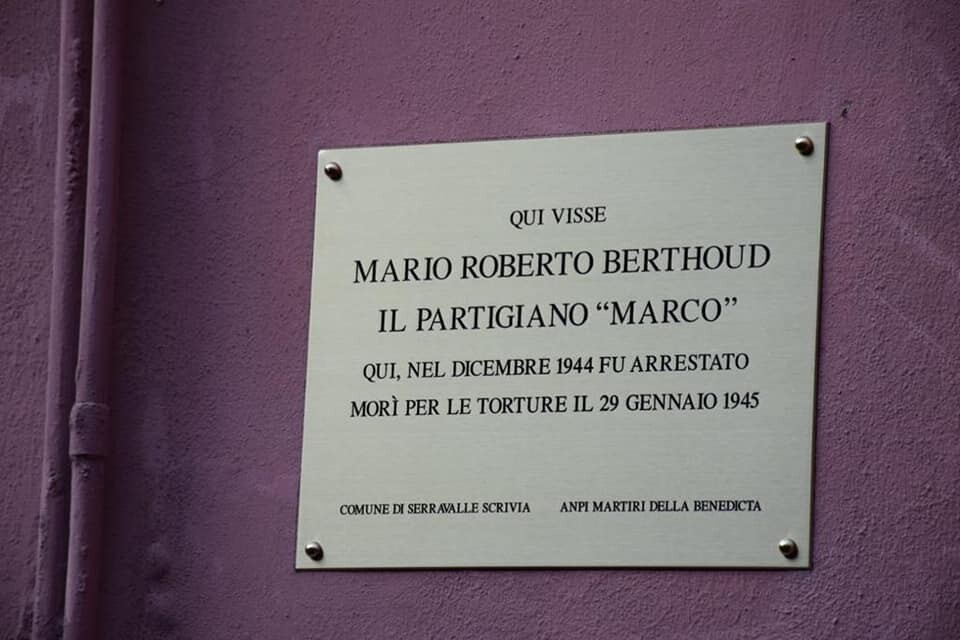 QUI VISSE
MARIO ROBERTO BERTHOUD
IL PARTIGIANO “MARCO”
QUI, NEL DICEMBRE 1944 FU ARRESTATO
MORÌ PER LE TORTURE IL 29 GENNAIO 1945
COMUNE DI SERRAVALLE SCRIVIA ANPI MARTIRI DELLA BENEDICTA